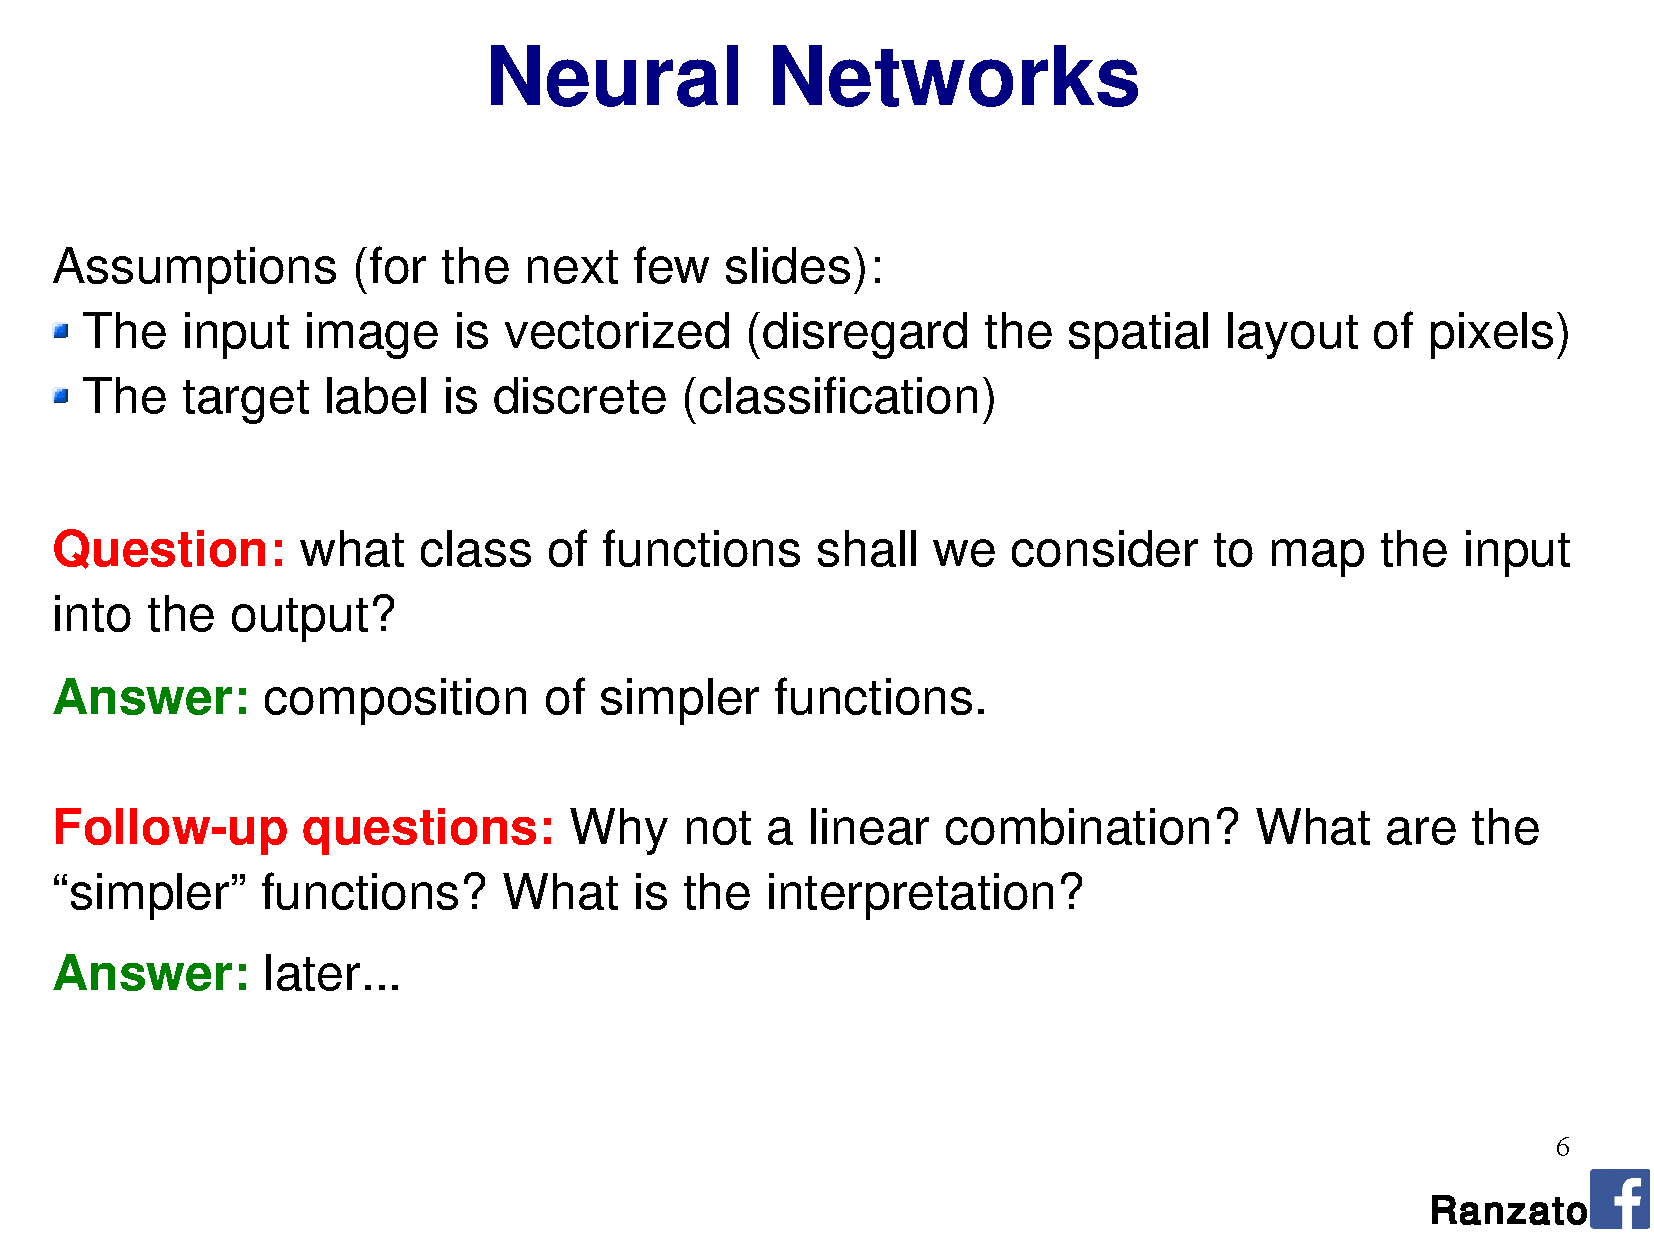 Neural Networks
Assumptions (for the next few slides):
The input image is vectorized (disregard the spatial layout of pixels)
The target label is discrete (classification)
Question: what class of functions shall we consider to map the input
into the output?
Answer: composition of simpler functions.
Follow-up questions: Why not a linear combination? What are the
“simpler” functions? What is the interpretation?
Answer: later...
6
Ranzato f